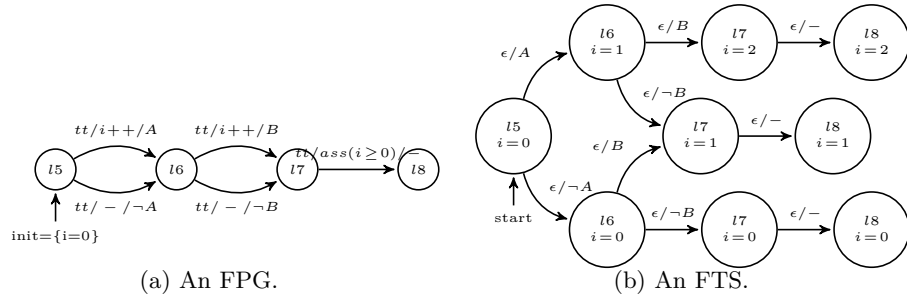 tt/i++/A
tt/i++/B
l5
l6
l7
tt/ass(i ≥ 0)/−
l8
tt/ − /¬A
tt/ − /¬B
init={i=0}
(a) An FPG.
l6
i=1
ϵ/B
l7
i=2
ϵ/−
l8
i=2
ϵ/A
ϵ/¬B
l5
i=0
l7
i=1
ϵ/−
l8
i=1
ϵ/B
ϵ/¬A
start
l6
i=0
ϵ/¬B
l7
i=0
ϵ/−
l8
i=0
(b) An FTS.